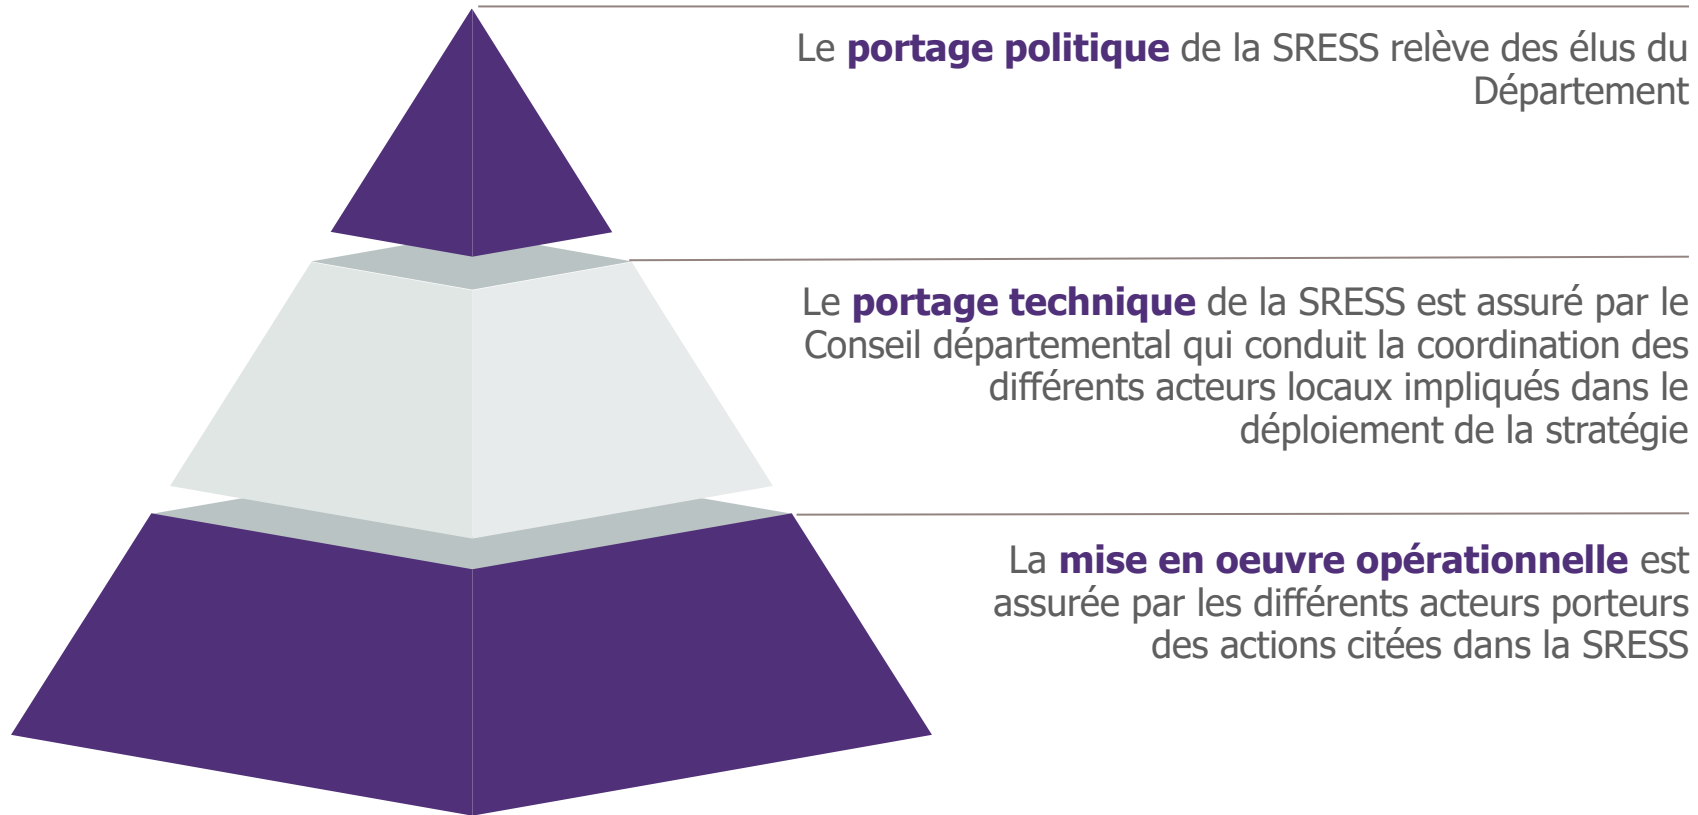 Le portage politique de la SRESS relève des élus du
Département
Le portage technique de la SRESS est assuré par le
Conseil départemental qui conduit la coordination des
différents acteurs locaux impliqués dans le
déploiement de la stratégie
La mise en oeuvre opérationnelle est
assurée par les différents acteurs porteurs
des actions citées dans la SRESS